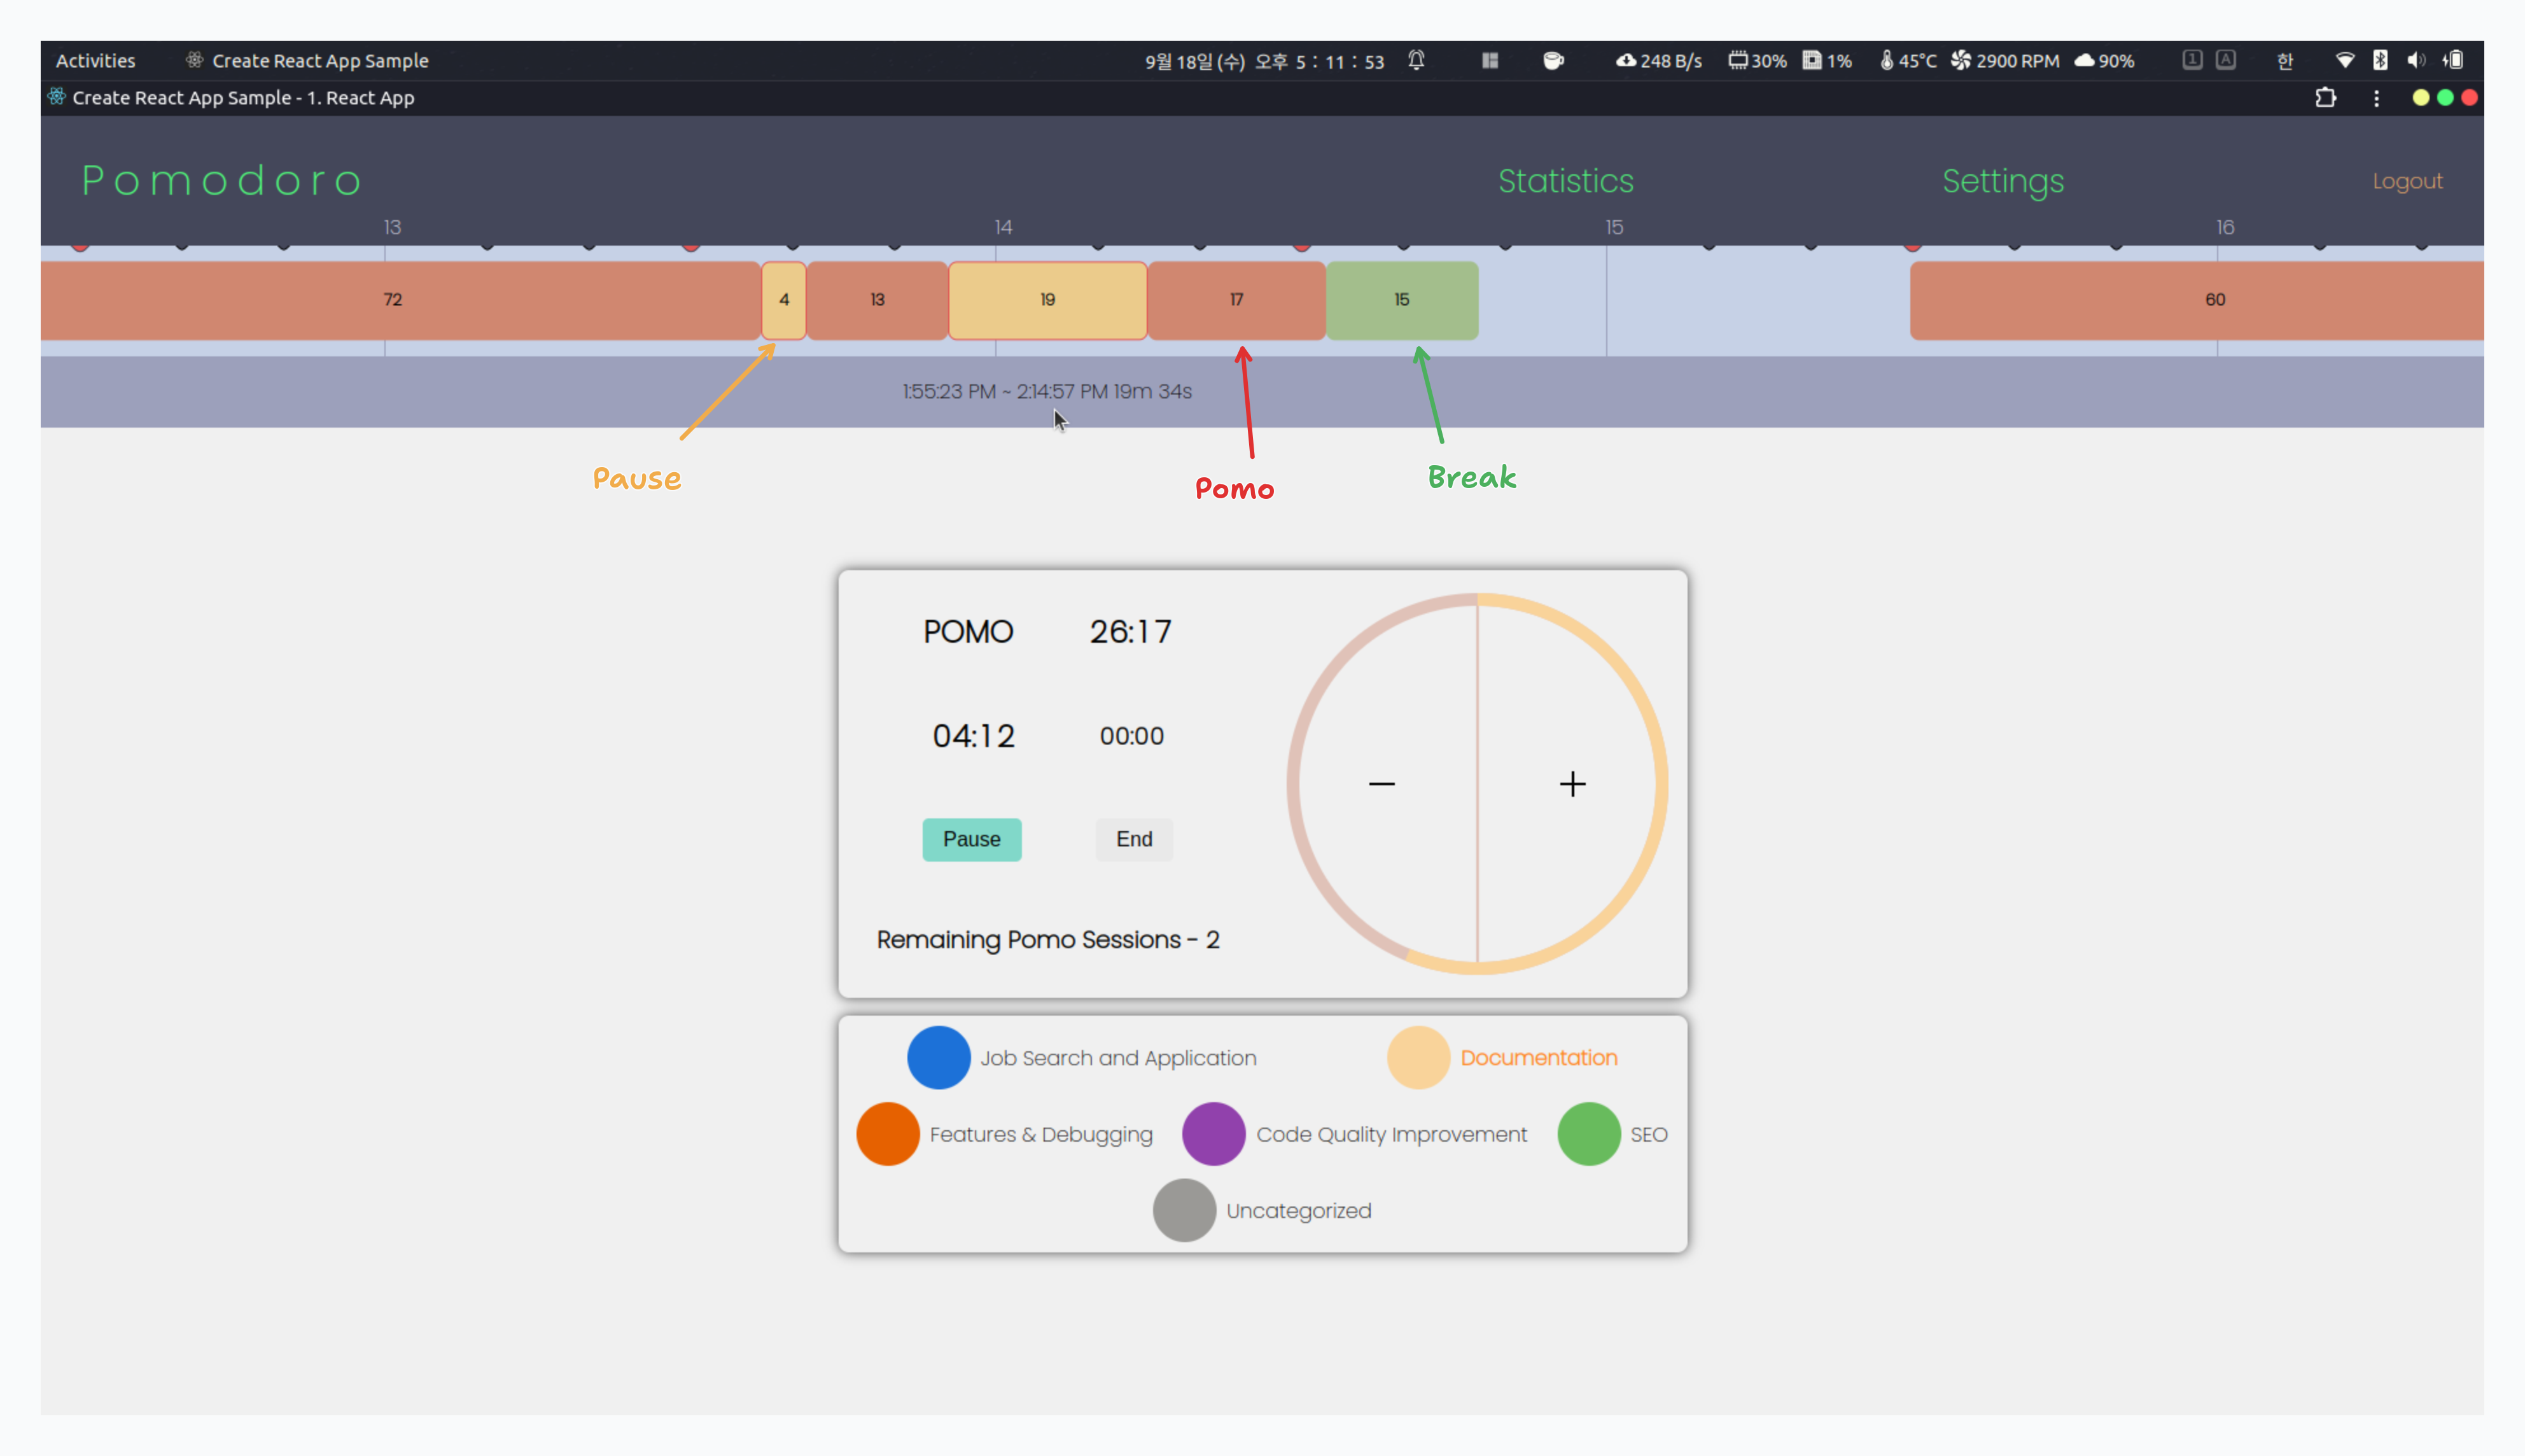 Activities Create React App Sample 9월 18일 (수) 오후 5 : 11 : 53 248 B/s 30% 1% 45°C 2900 RPM 90% 1 A 한
Create React App Sample - 1. React App
Pomodoro Statistics Settings Logout
13 14 15 16
72 4 13 19 17 15 60
1:55:23 PM ~ 2:14:57 PM 19m 34s
Pause Pomo Break
POMO 26:17
04:12 00:00
− +
Pause End
Remaining Pomo Sessions - 2
Job Search and Application Documentation
Features & Debugging Code Quality Improvement SEO
Uncategorized